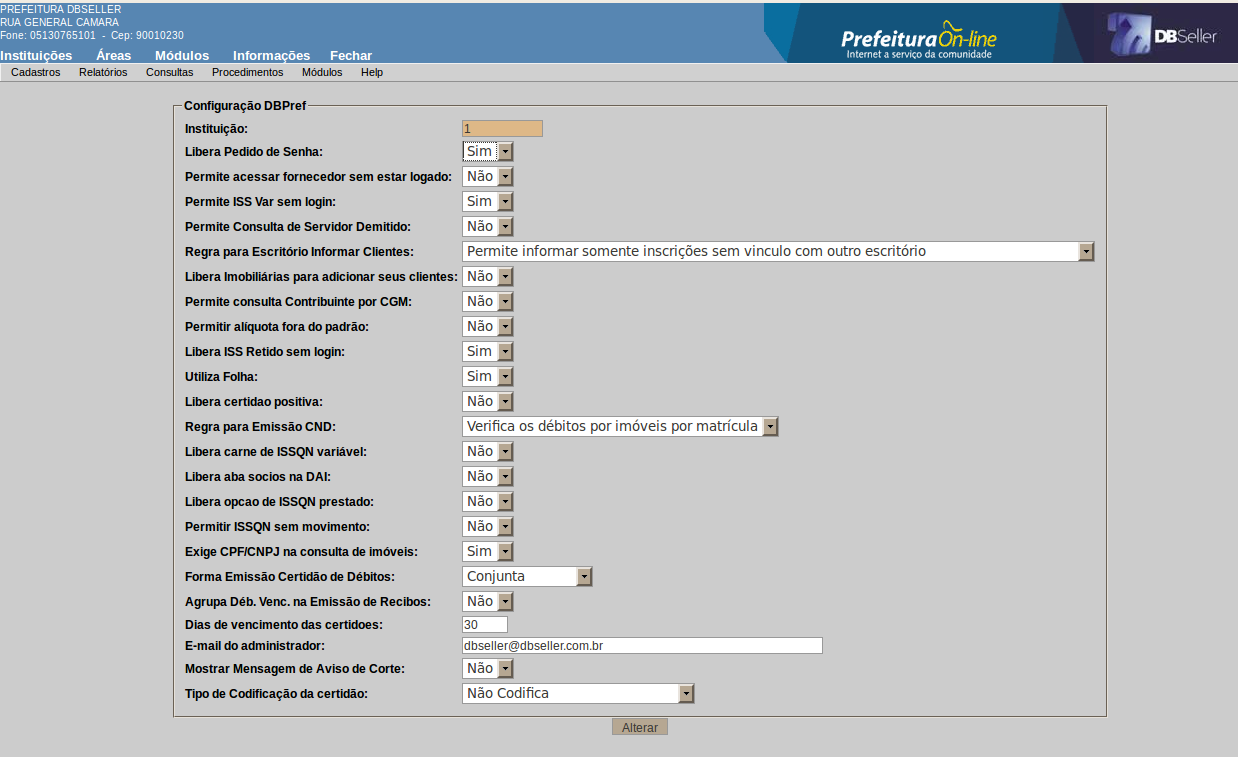 PREFEITURA DBSELLER
RUA GENERAL CAMARA
Fone: 05130765101 - Cep: 90010230
Prefeitura On-line
Internet a serviço da comunidade
DBSeller
Instituições Áreas Módulos Informações Fechar
Cadastros Relatórios Consultas Procedimentos Módulos Help
Configuração DBPref
Instituição: 1
Libera Pedido de Senha: Sim
Permite acessar fornecedor sem estar logado: Não
Permite ISS Var sem login: Sim
Permite Consulta de Servidor Demitido: Não
Regra para Escritório Informar Clientes: Permite informar somente inscrições sem vinculo com outro escritório
Libera Imobiliárias para adicionar seus clientes: Não
Permite consulta Contribuinte por CGM: Não
Permitir alíquota fora do padrão: Não
Libera ISS Retido sem login: Sim
Utiliza Folha: Sim
Libera certidao positiva: Não
Regra para Emissão CND: Verifica os débitos por imóveis por matrícula
Libera carne de ISSQN variável: Não
Libera aba socios na DAI: Não
Libera opcao de ISSQN prestado: Não
Permitir ISSQN sem movimento: Não
Exige CPF/CNPJ na consulta de imóveis: Sim
Forma Emissão Certidão de Débitos: Conjunta
Agrupa Déb. Venc. na Emissão de Recibos: Não
Dias de vencimento das certidoes: 30
E-mail do administrador: dbseller@dbseller.com.br
Mostrar Mensagem de Aviso de Corte: Não
Tipo de Codificação da certidão: Não Codifica
Alterar